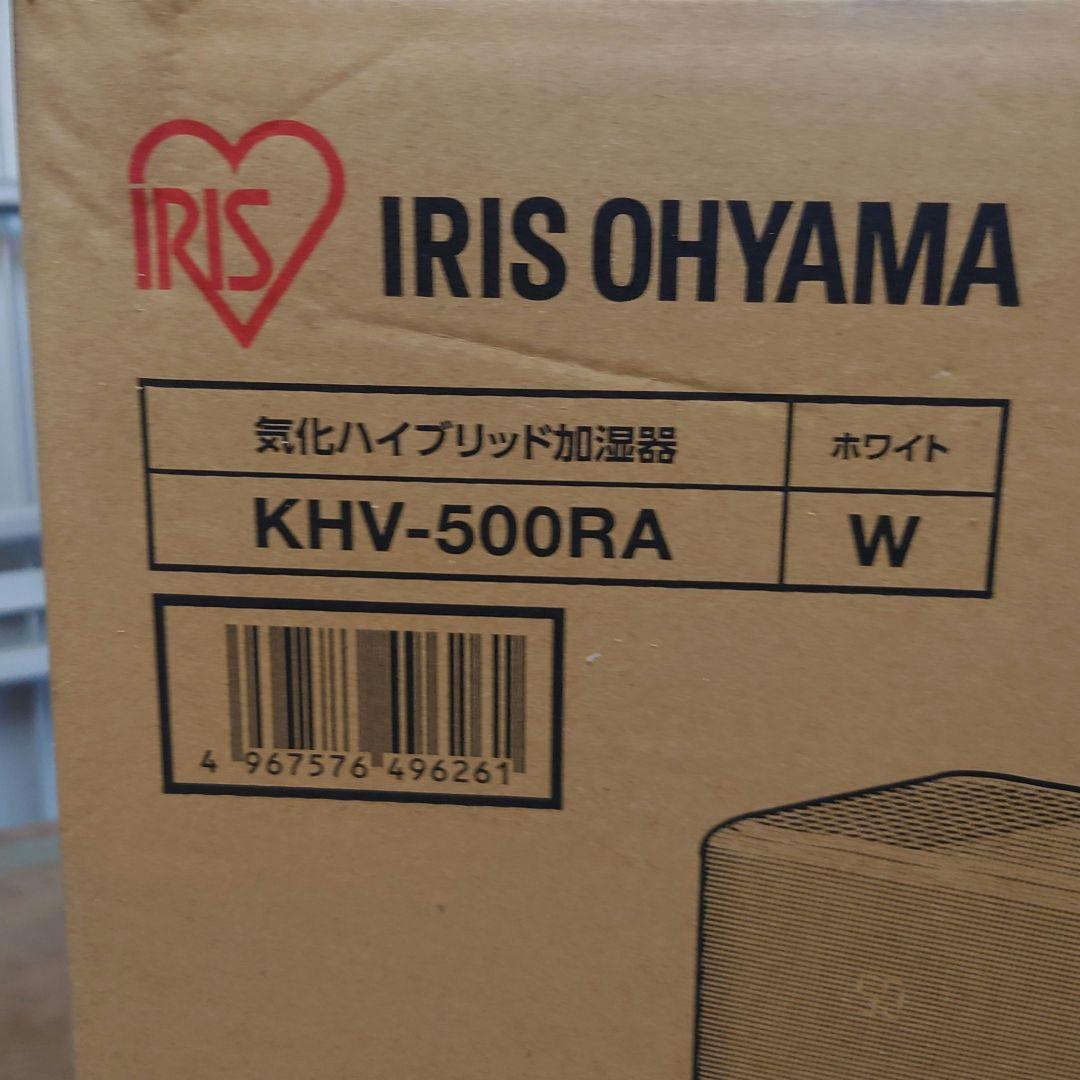 IRIS
IRIS OHYAMA
気化ハイブリッド加湿器 ホワイト
KHV-500RA W
4 967576 496261